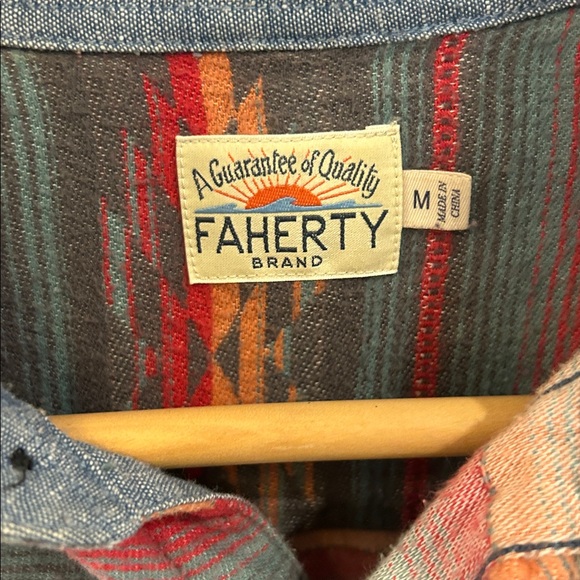 A Guarantee of Quality
FAHERTY
BRAND
M
MADE IN
CHINA